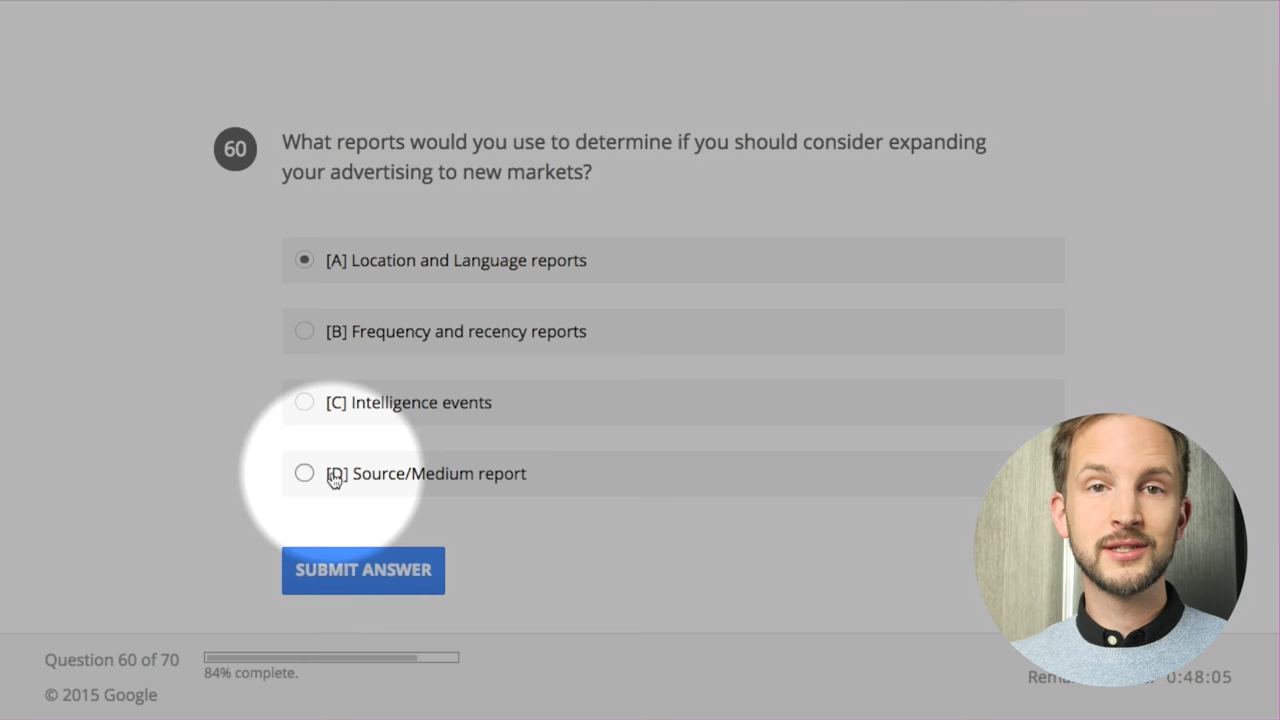 60
What reports would you use to determine if you should consider expanding
your advertising to new markets?
[A] Location and Language reports
[B] Frequency and recency reports
[C] Intelligence events
[D] Source/Medium report
SUBMIT ANSWER
Question 60 of 70
84% complete.
0:48:05
© 2015 Google